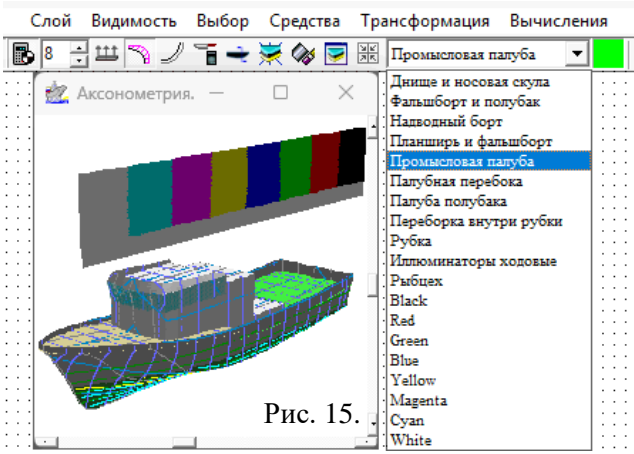 Слой Видимость Выбор Средства Трансформация Вычисления
8 Промысловая палуба
Аксонометрия.
Днище и носовая скула
Фальшборт и полубак
Надводный борт
Планширь и фальшборт
Промысловая палуба
Палубная перебока
Палуба полубака
Переборка внутри рубки
Рубка
Иллюминаторы ходовые
Рыбцех
Black
Red
Green
Blue
Yellow
Magenta
Cyan
White
Рис. 15.